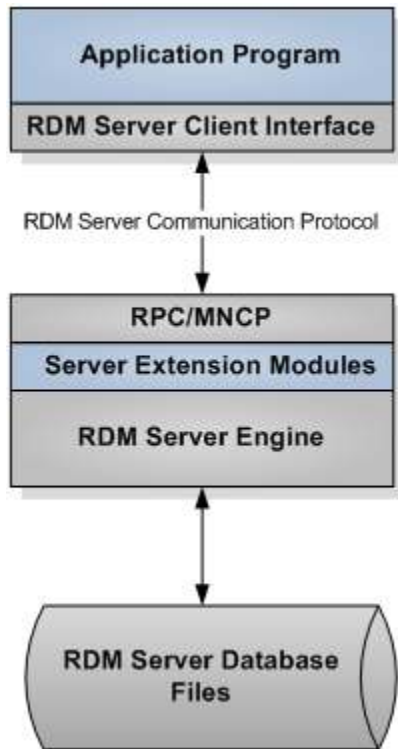 Application Program
RDM Server Client Interface
RDM Server Communication Protocol
RPC/MNCP
Server Extension Modules
RDM Server Engine
RDM Server Database
Files